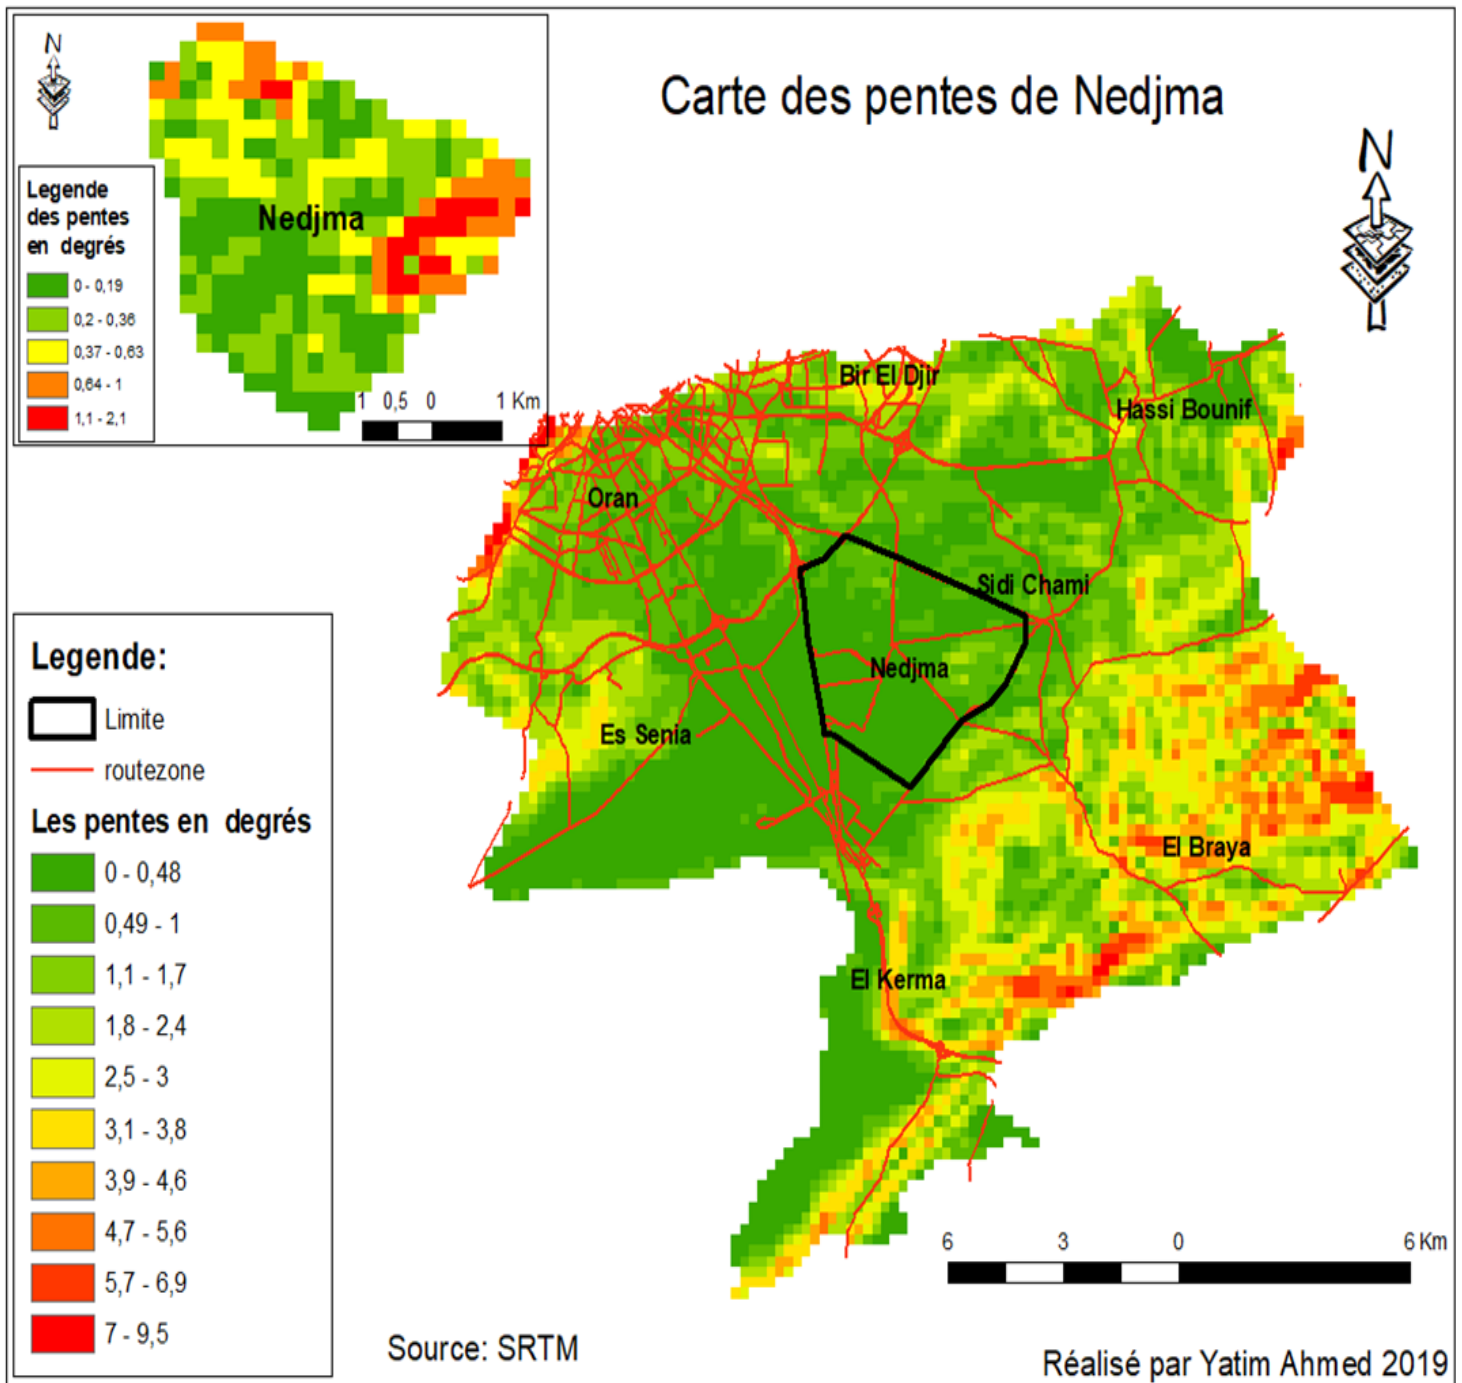 N
Carte des pentes de Nedjma
N
Legende
des pentes
en degrés
0 - 0,19
0,2 - 0,36
0,37 - 0,63
0,64 - 1
1,1 - 2,1
Nedjma
1 0,5 0 1 Km
Bir El Djir
Hassi Bounif
Oran
Sidi Chami
Nedjma
Es Senia
El Braya
El Kerma
Legende:
Limite
routezone
Les pentes en degrés
0 - 0,48
0,49 - 1
1,1 - 1,7
1,8 - 2,4
2,5 - 3
3,1 - 3,8
3,9 - 4,6
4,7 - 5,6
5,7 - 6,9
7 - 9,5
6 3 0 6 Km
Source: SRTM
Réalisé par Yatim Ahmed 2019